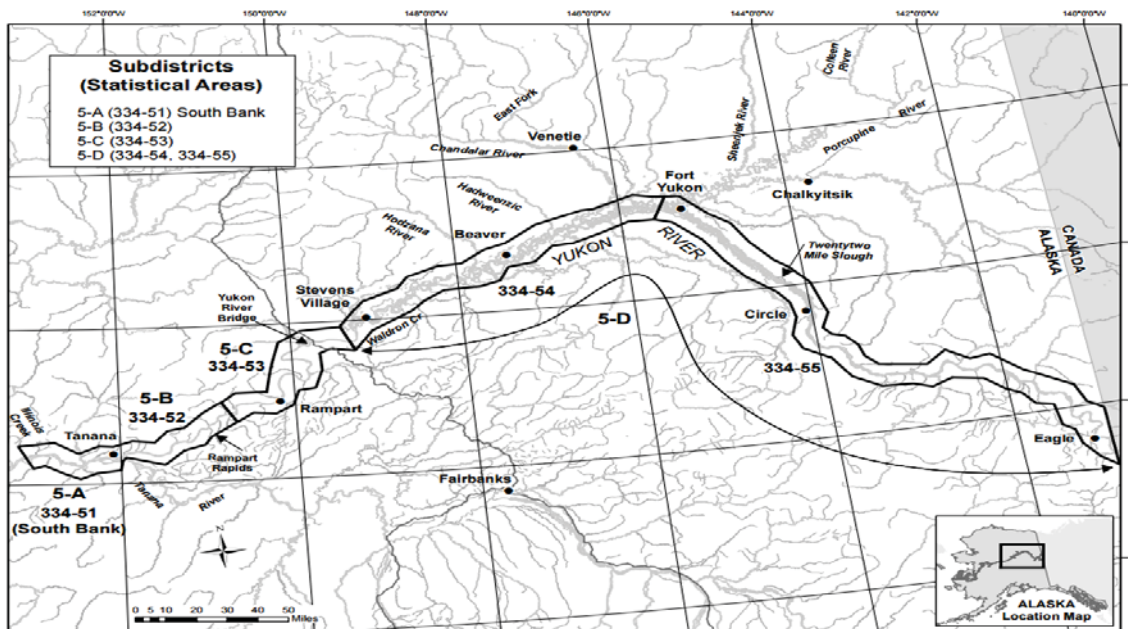 152°0'0"W
150°0'0"W
148°0'0"W
146°0'0"W
144°0'0"W
142°0'0"W
140°0'0"W
Subdistricts
(Statistical Areas)
5-A (334-51) South Bank
5-B (334-52)
5-C (334-53)
5-D (334-54, 334-55)
East Fork
Venetie
Chandalar River
Sheenjek River
Colleen
River
Porcupine
River
Hadweenzic
River
Hodzana
River
Beaver
Fort
Yukon
Chalkyitsik
YUKON
RIVER
Twentytwo
Mile Slough
CANADA
ALASKA
Stevens
Village
334-54
Yukon
River
Bridge
Waldron Cr
5-D
Circle
5-C
334-53
334-55
5-B
334-52
Rampart
Illinois
Creek
Tanana
Rampart
Rapids
Eagle
5-A
334-51
(South Bank)
Tanana
River
Fairbanks
N
0 5 10 20 30 40 50
Miles
ALASKA
Location Map